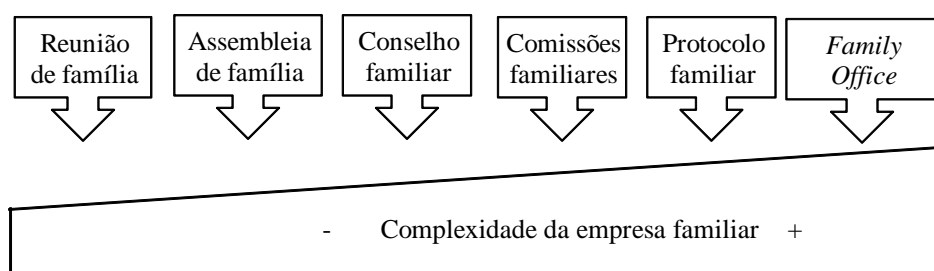 Reunião
de família
Assembleia
de família
Conselho
familiar
Comissões
familiares
Protocolo
familiar
Family
Office
- Complexidade da empresa familiar +